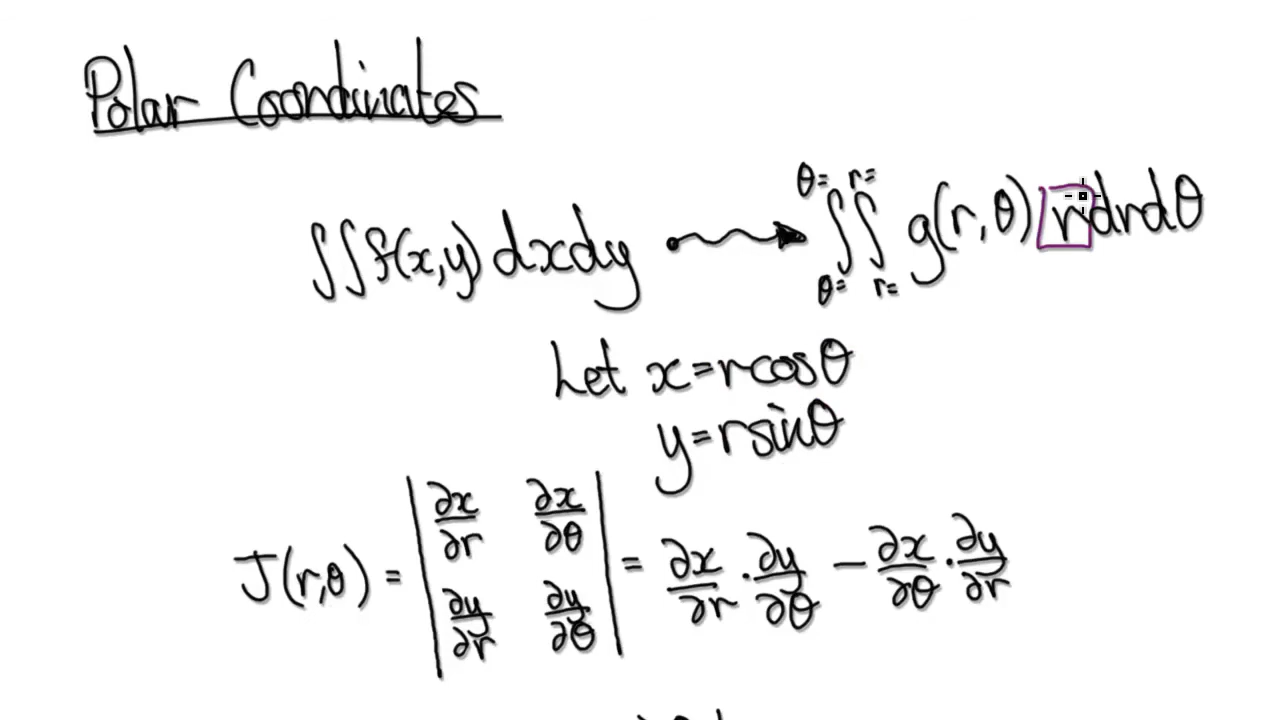 Polar Coordinates
∫∫f(x,y)dxdy → ∫_{θ=}^{θ=}∫_{r=}^{r=} g(r,θ) r drdθ
Let x=rcosθ
y=rsinθ
J(r,θ) = |∂x/∂r ∂x/∂θ; ∂y/∂r ∂y/∂θ| = ∂x/∂r · ∂y/∂θ − ∂x/∂θ · ∂y/∂r